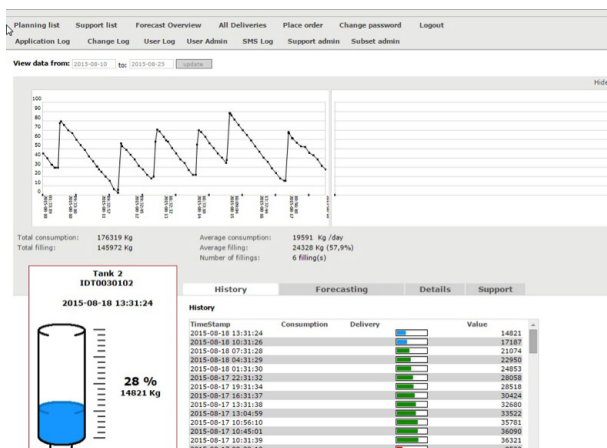 Planning list Support list Forecast Overview All Deliveries Place order Change password Logout
Application Log Change Log User Log User Admin SMS Log Support admin Subset admin
View data from: 2015-08-10 to: 2015-08-25 update
Hide
100
90
80
70
60
50
40
30
20
10
0
Total consumption: 176319 Kg Average consumption: 19591 Kg /day
Total filling: 145972 Kg Average filling: 24328 Kg (57,9%)
Number of fillings: 6 filling(s)
Tank 2
IDT0030102
2015-08-18 13:31:24
28 %
14821 Kg
History Forecasting Details Support
History
TimeStamp Consumption Delivery Value
2015-08-18 13:31:24 14821
2015-08-18 10:31:26 17187
2015-08-18 07:31:28 21074
2015-08-18 04:31:29 22950
2015-08-18 01:31:30 24853
2015-08-17 22:31:32 28058
2015-08-17 19:31:34 28518
2015-08-17 16:31:37 30424
2015-08-17 13:31:38 32680
2015-08-17 13:04:59 33522
2015-08-17 10:56:10 35781
2015-08-17 10:45:01 36090
2015-08-17 10:31:39 36321